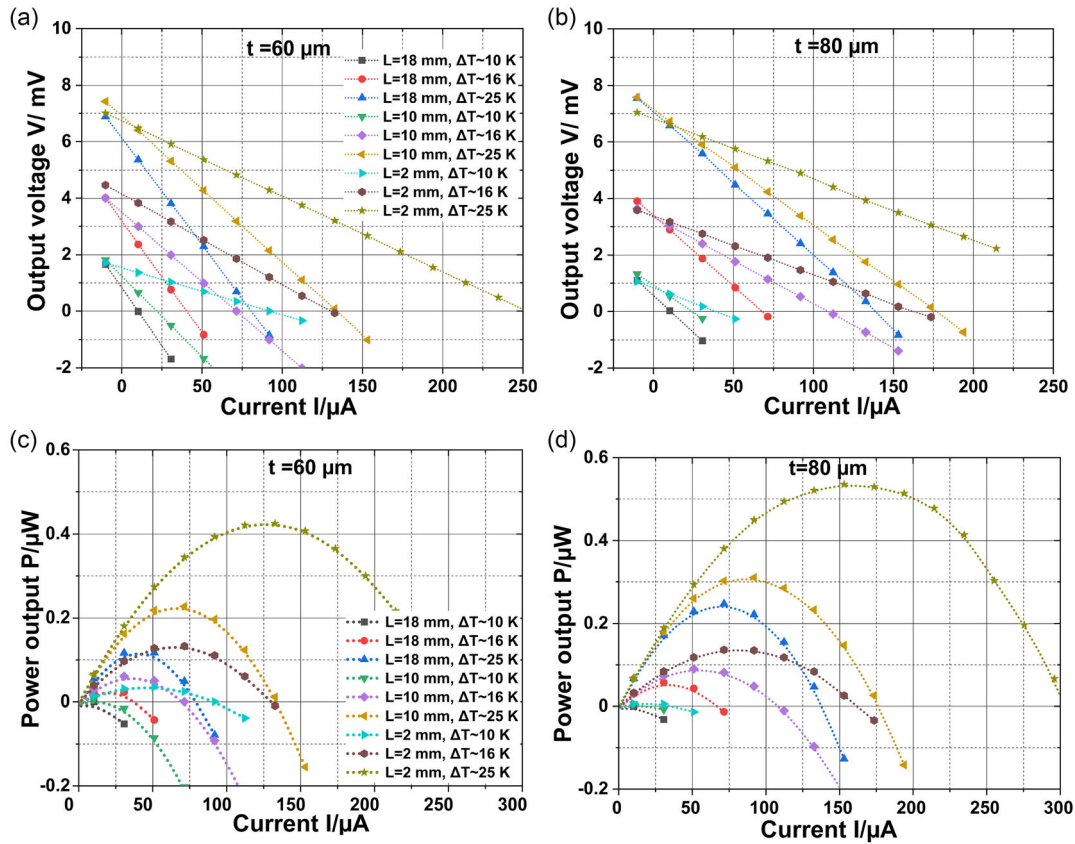 (a)
t =60 μm
L=18 mm, ΔT~10 K
L=18 mm, ΔT~16 K
L=18 mm, ΔT~25 K
L=10 mm, ΔT~10 K
L=10 mm, ΔT~16 K
L=10 mm, ΔT~25 K
L=2 mm, ΔT~10 K
L=2 mm, ΔT~16 K
L=2 mm, ΔT~25 K
Output voltage V/ mV
10
8
6
4
2
0
-2
0 50 100 150 200 250
Current I/μA
(b)
t =80 μm
Output voltage V/ mV
10
8
6
4
2
0
-2
0 50 100 150 200 250
Current I/μA
(c)
t =60 μm
L=18 mm, ΔT~10 K
L=18 mm, ΔT~16 K
L=18 mm, ΔT~25 K
L=10 mm, ΔT~10 K
L=10 mm, ΔT~16 K
L=10 mm, ΔT~25 K
L=2 mm, ΔT~10 K
L=2 mm, ΔT~16 K
L=2 mm, ΔT~25 K
Power output P/μW
0.6
0.4
0.2
0
-0.2
0 50 100 150 200 250 300
Current I/μA
(d)
t=80 μm
Power output P/μW
0.6
0.4
0.2
0
-0.2
0 50 100 150 200 250 300
Current I/μA